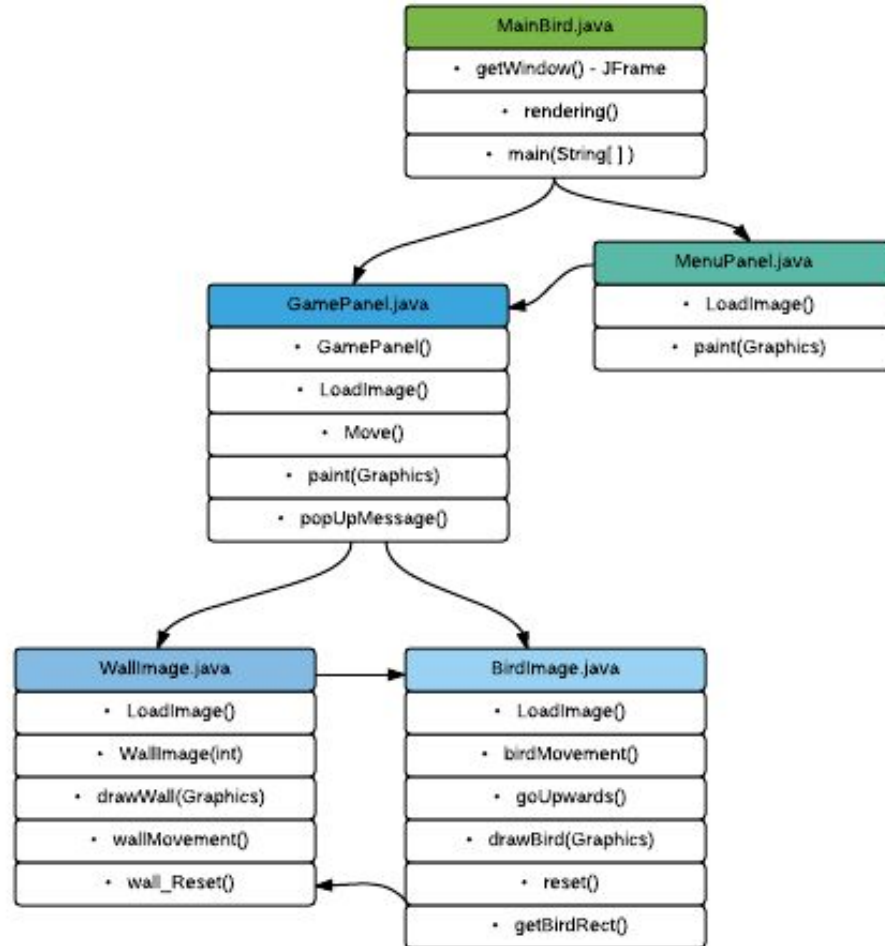 MainBird.java
• getWindow() - JFrame
• rendering()
• main(String[ ] )
MenuPanel.java
• LoadImage()
• paint(Graphics)
GamePanel.java
• GamePanel()
• LoadImage()
• Move()
• paint(Graphics)
• popUpMessage()
WallImage.java
• LoadImage()
• WallImage(int)
• drawWall(Graphics)
• wallMovement()
• wall_Reset()
BirdImage.java
• LoadImage()
• birdMovement()
• goUpwards()
• drawBird(Graphics)
• reset()
• getBirdRect()